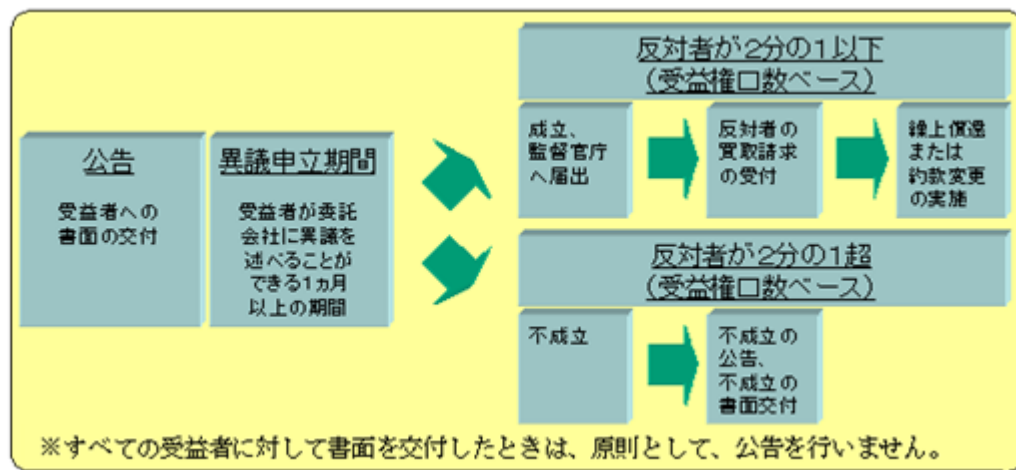 公告
受益者への
書面の交付
異議申立期間
受益者が委託
会社に異議を
述べることが
できる1ヵ月
以上の期間
反対者が2分の1以下
(受益権口数ベース)
成立、
監督官庁
へ届出
反対者の
買取請求
の受付
繰上償還
または
約款変更
の実施
反対者が2分の1超
(受益権口数ベース)
不成立
不成立の
公告、
不成立の
書面交付
※すべての受益者に対して書面を交付したときは、原則として、公告を行いません。